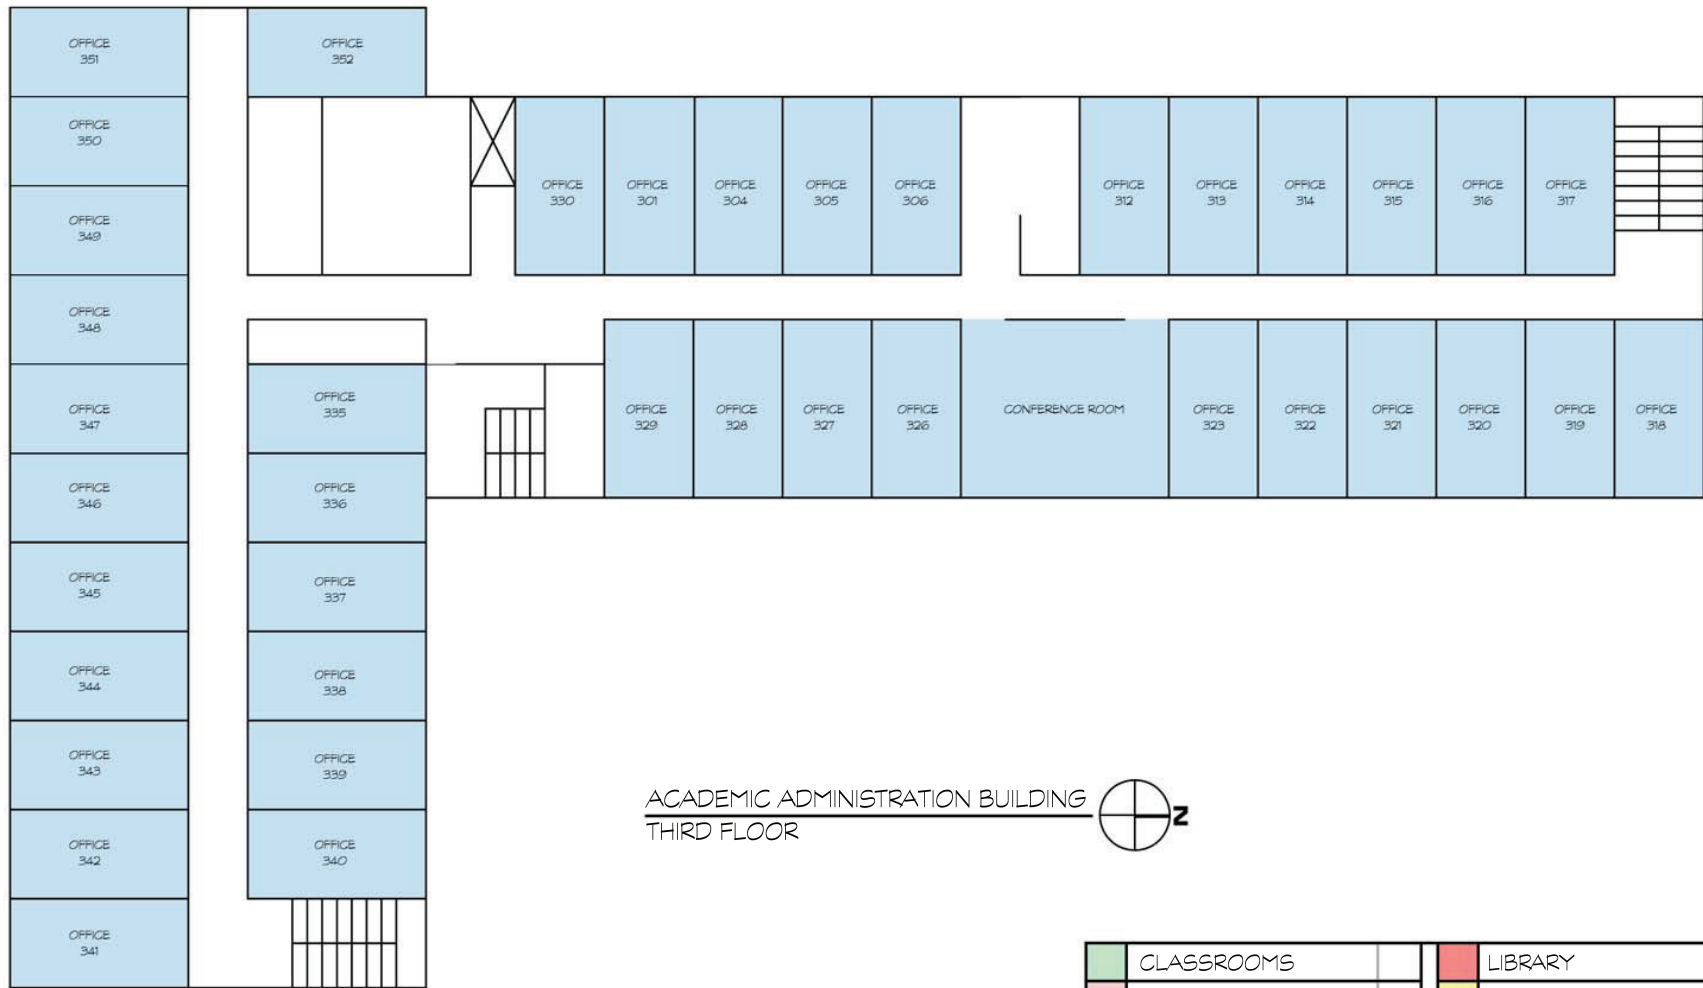 OFFICE
351
OFFICE
352
OFFICE
350
OFFICE
349
OFFICE
348
OFFICE
347
OFFICE
346
OFFICE
345
OFFICE
344
OFFICE
343
OFFICE
342
OFFICE
341
OFFICE
335
OFFICE
336
OFFICE
337
OFFICE
338
OFFICE
339
OFFICE
340
OFFICE
330
OFFICE
301
OFFICE
304
OFFICE
305
OFFICE
306
OFFICE
312
OFFICE
313
OFFICE
314
OFFICE
315
OFFICE
316
OFFICE
317
OFFICE
329
OFFICE
328
OFFICE
327
OFFICE
326
CONFERENCE ROOM
OFFICE
323
OFFICE
322
OFFICE
321
OFFICE
320
OFFICE
319
OFFICE
318
ACADEMIC ADMINISTRATION BUILDING
THIRD FLOOR
N
CLASSROOMS
LIBRARY